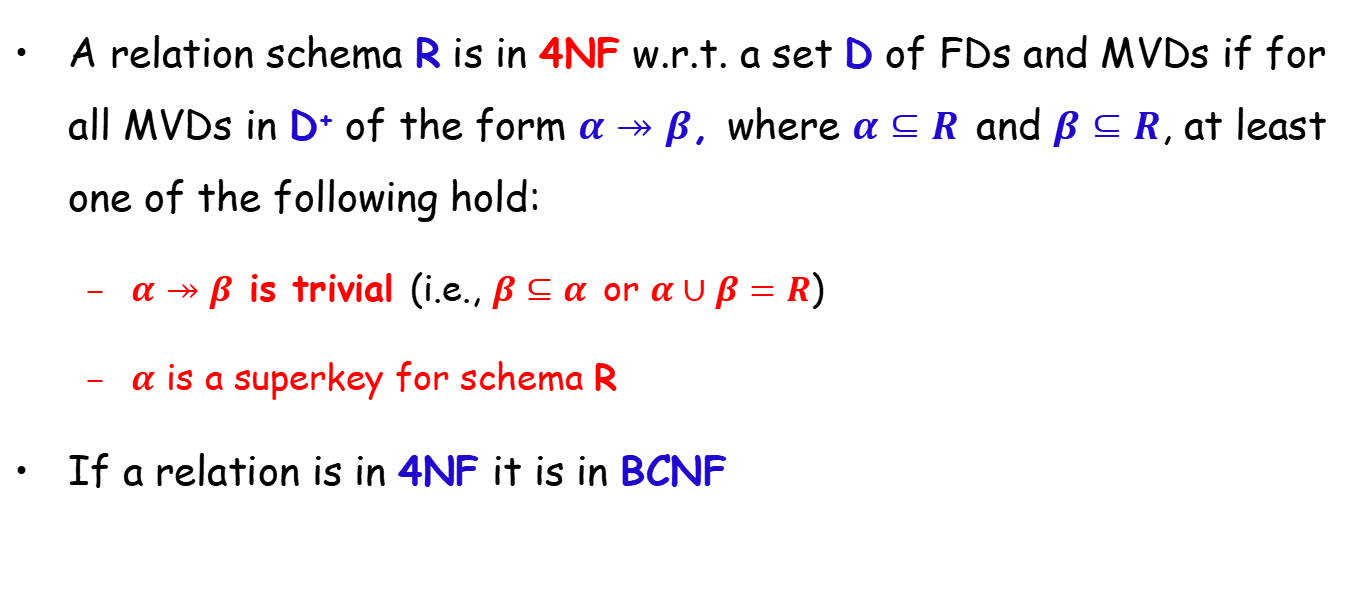 • A relation schema R is in 4NF w.r.t. a set D of FDs and MVDs if for
all MVDs in D⁺ of the form α ↠ β, where α ⊆ R and β ⊆ R, at least
one of the following hold:
– α ↠ β is trivial (i.e., β ⊆ α or α ∪ β = R)
– α is a superkey for schema R
• If a relation is in 4NF it is in BCNF